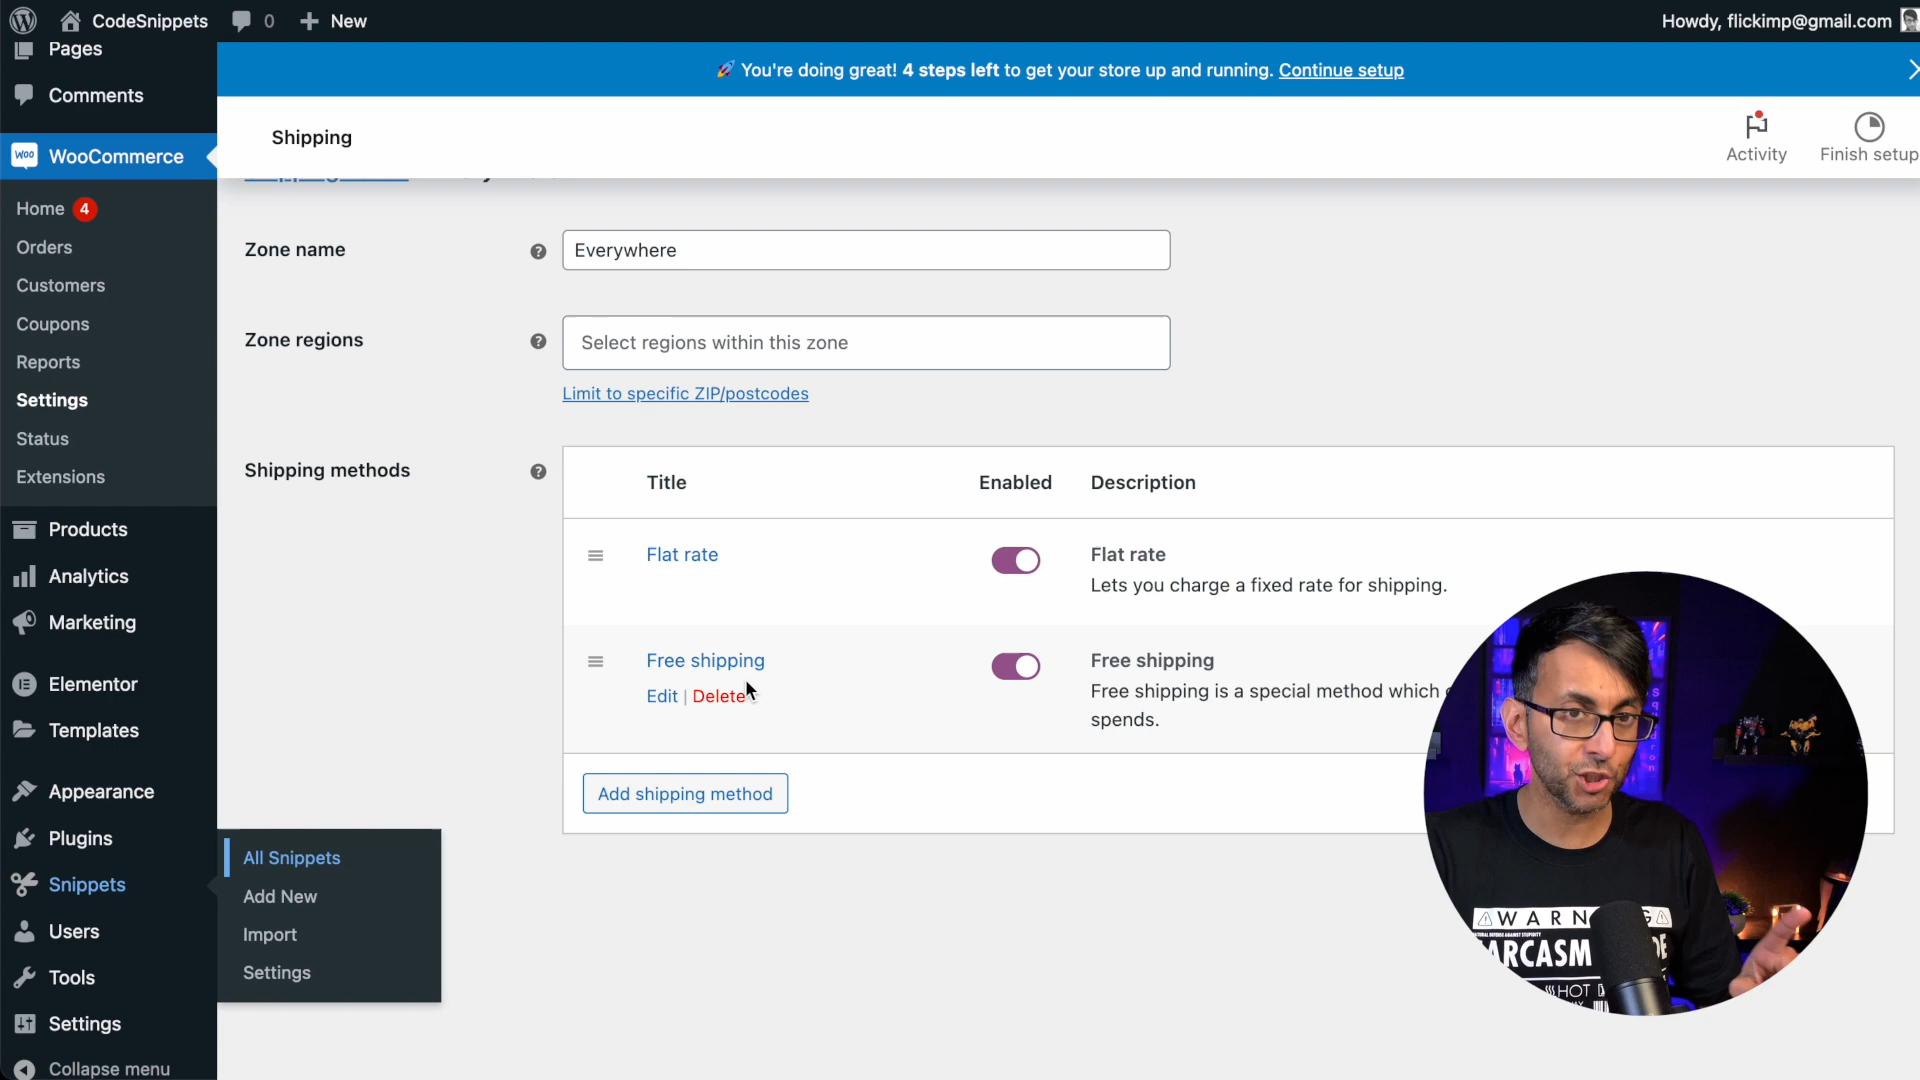 CodeSnippets
0
New
Howdy, flickimp@gmail.com
Pages
Comments
WooCommerce
Home 4
Orders
Customers
Coupons
Reports
Settings
Status
Extensions
Products
Analytics
Marketing
Elementor
Templates
Appearance
Plugins
Snippets
Users
Tools
Settings
Collapse menu
All Snippets
Add New
Import
Settings
🚀 You're doing great! 4 steps left to get your store up and running. Continue setup
Shipping
Activity
Finish setup
Zone name
Everywhere
Zone regions
Select regions within this zone
Limit to specific ZIP/postcodes
Shipping methods
Title Enabled Description
Flat rate
Flat rate
Lets you charge a fixed rate for shipping.
Free shipping
Edit | Delete
Free shipping
Free shipping is a special method which
spends.
Add shipping method
WARN
ARCASM
HOT